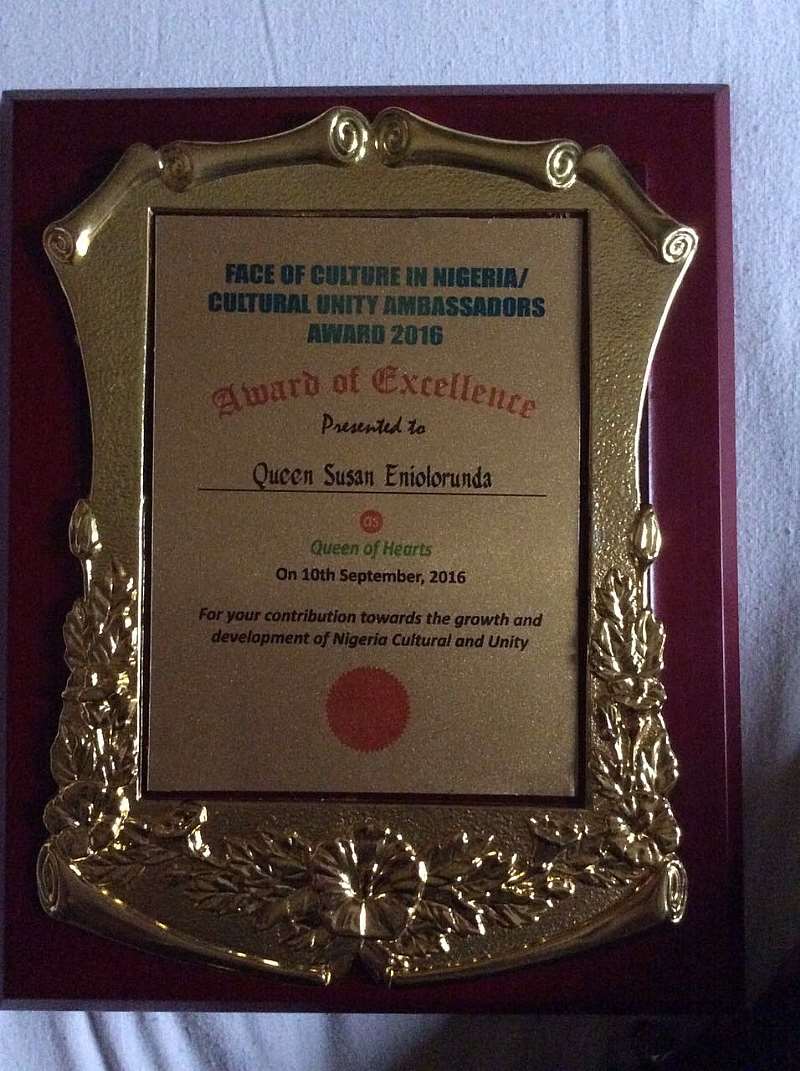 FACE OF CULTURE IN NIGERIA/
CULTURAL UNITY AMBASSADORS
AWARD 2016
Award of Excellence
Presented to
Queen Susan Eniolorunda
as
Queen of Hearts
On 10th September, 2016
For your contribution towards the growth and
development of Nigeria Cultural and Unity